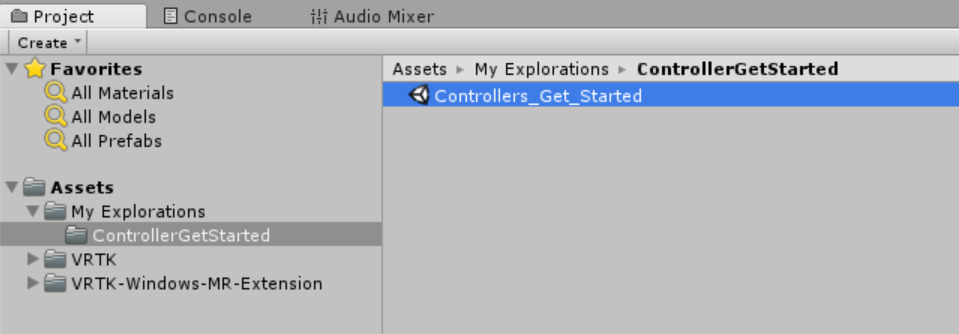 Project Console Audio Mixer
Create
Favorites
All Materials
All Models
All Prefabs
Assets
My Explorations
ControllerGetStarted
VRTK
VRTK-Windows-MR-Extension
Assets ▸ My Explorations ▸ ControllerGetStarted
Controllers_Get_Started